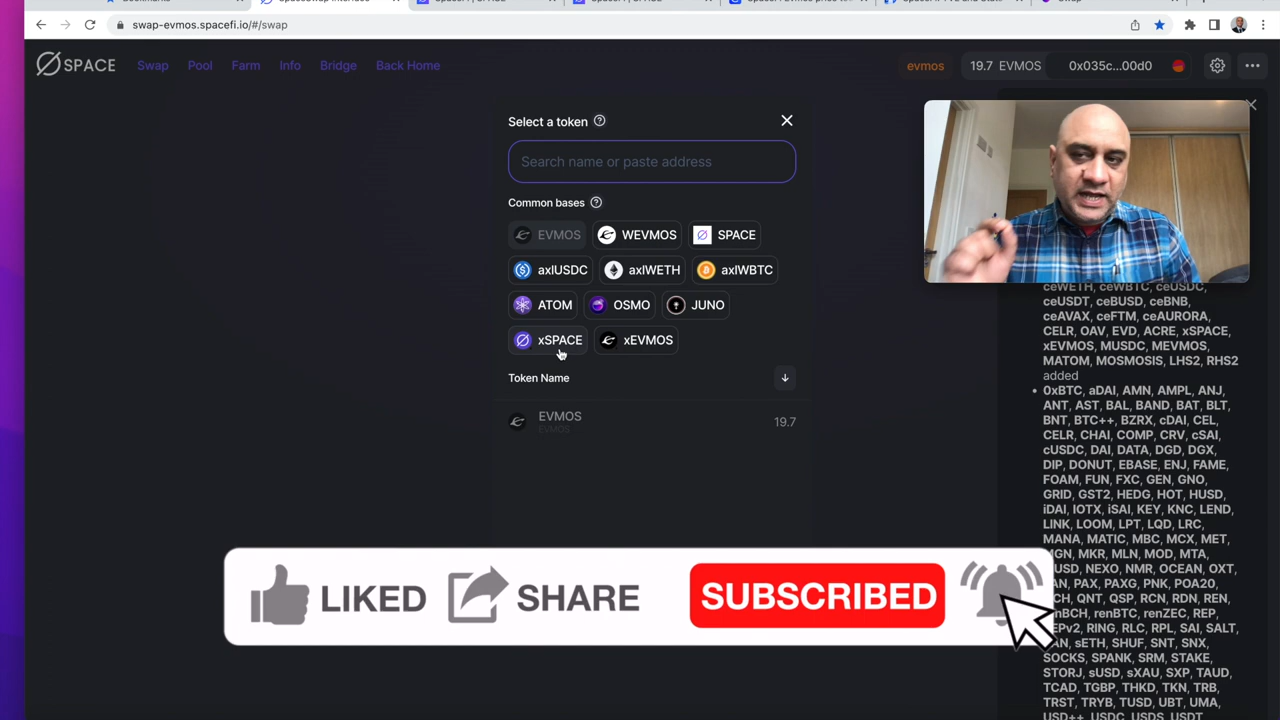 swap-evmos.spacefi.io/#/swap
SPACE Swap Pool Farm Info Bridge Back Home evmos 19.7 EVMOS 0x035c...00d0
Select a token
Search name or paste address
Common bases
EVMOS WEVMOS SPACE
axlUSDC axlWETH axlWBTC
ATOM OSMO JUNO
xSPACE xEVMOS
Token Name
EVMOS 19.7
EVMOS
ceWETH, ceWBTC, ceUSDC,
ceUSDT, ceBUSD, ceBNB,
ceAVAX, ceFTM, ceAURORA,
CELR, OAV, EVD, ACRE, xSPACE,
xEVMOS, MUSDC, MEVMOS,
MATOM, MOSMOSIS, LHS2, RHS2
added
0xBTC, aDAI, AMN, AMPL, ANJ,
ANT, AST, BAL, BAND, BAT, BLT,
BNT, BTC++, BZRX, cDAI, CEL,
CELR, CHAI, COMP, CRV, cSAI,
cUSDC, DAI, DATA, DGD, DGX,
DIP, DONUT, EBASE, ENJ, FAME,
FOAM, FUN, FXC, GEN, GNO,
GRID, GST2, HEDG, HOT, HUSD,
iDAI, IOTX, iSAI, KEY, KNC, LEND,
LINK, LOOM, LPT, LQD, LRC,
MANA, MATIC, MBC, MCX, MET,
MGN, MKR, MLN, MOD, MTA,
NEXO, NMR, OCEAN, OXT,
PAX, PAXG, PNK, POA20,
QNT, QSP, RCN, RDN, REN,
renBTC, renZEC, REP,
RING, RLC, RPL, SAI, SALT,
sETH, SHUF, SNT, SNX,
SOCKS, SPANK, SRM, STAKE,
STORJ, sUSD, sXAU, SXP, TAUD,
TCAD, TGBP, THKD, TKN, TRB,
TRST, TRYB, TUSD, UBT, UMA,
USD++, USDC, USDS, USDT,
LIKED SHARE SUBSCRIBED